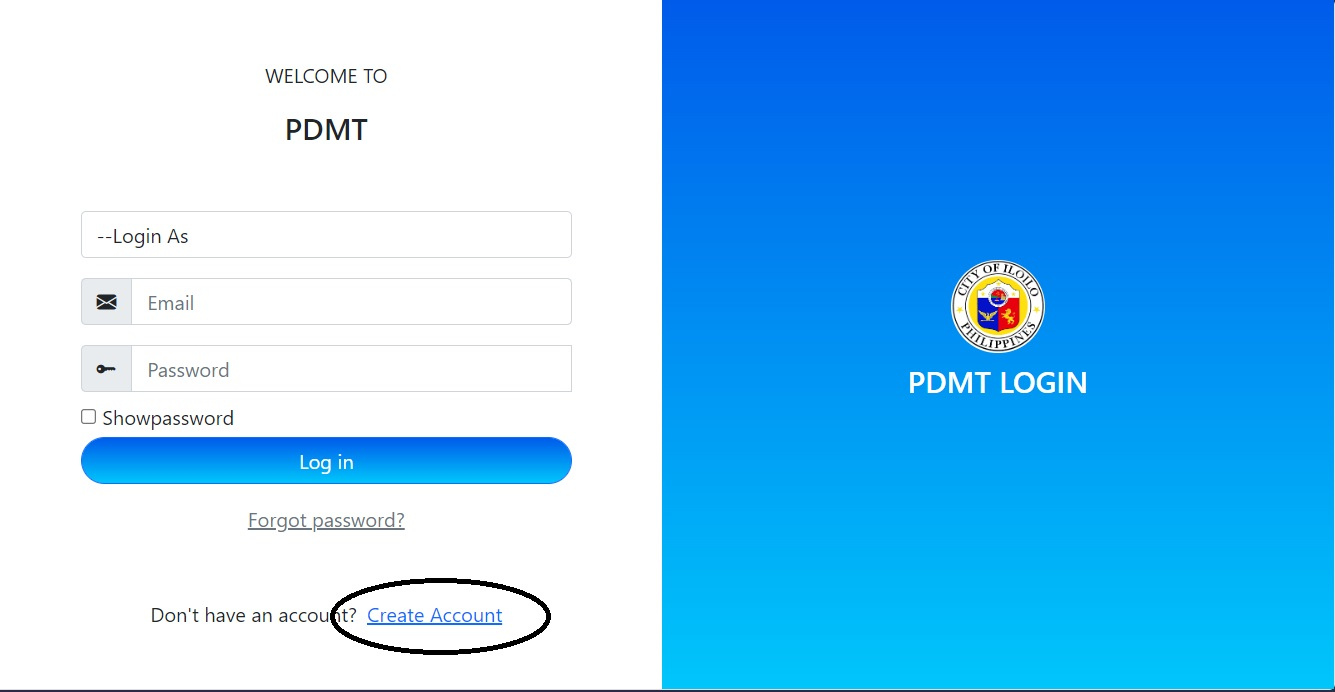 WELCOME TO
PDMT
--Login As
Email
Password
Showpassword
Log in
Forgot password?
Don't have an account? Create Account
CITY OF ILOILO
PHILIPPINES
PDMT LOGIN